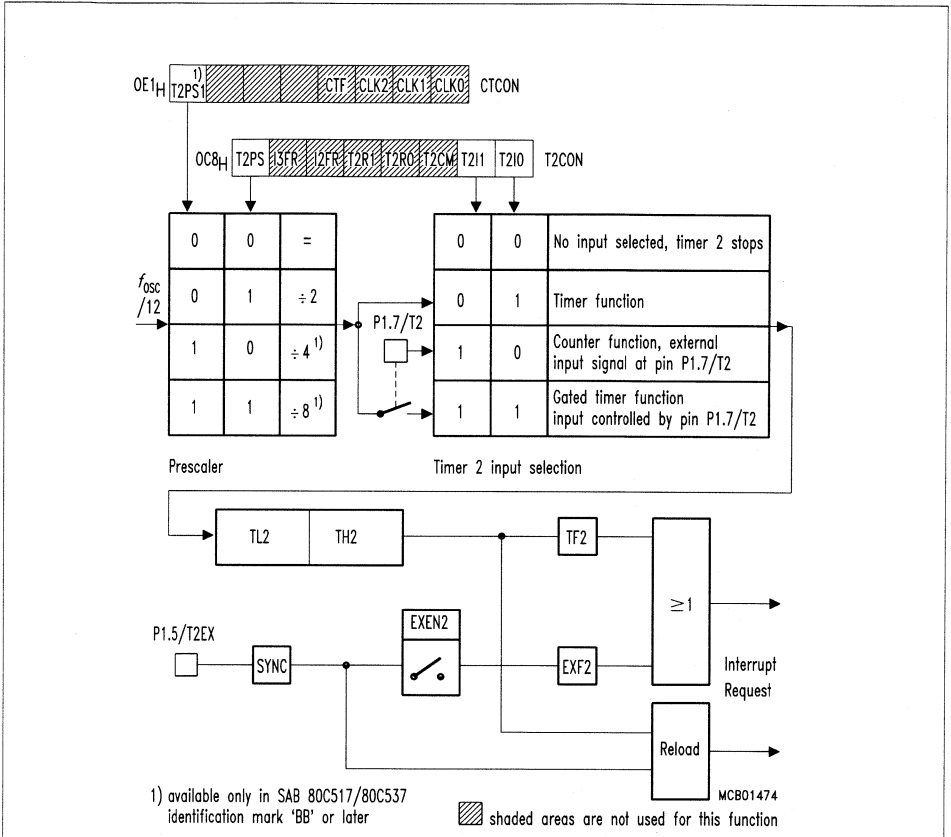 1)
OE1H T2PS1 CTF CLK2 CLK1 CLK0 CTCON
OC8H T2PS I3FR I2FR T2R1 T2R0 T2CM T2I1 T2I0 T2CON
0 0 = 0 0 No input selected, timer 2 stops
fosc
/12
0 1 ÷ 2 0 1 Timer function
P1.7/T2
1 0 ÷ 4 1) 1 0 Counter function, external
input signal at pin P1.7/T2
1 1 ÷ 8 1) 1 1 Gated timer function
input controlled by pin P1.7/T2
Prescaler Timer 2 input selection
TL2 TH2 TF2
≥1
EXEN2
P1.5/T2EX
SYNC EXF2
Interrupt
Request
Reload
MCB01474
1) available only in SAB 80C517/80C537
identification mark 'BB' or later
shaded areas are not used for this function